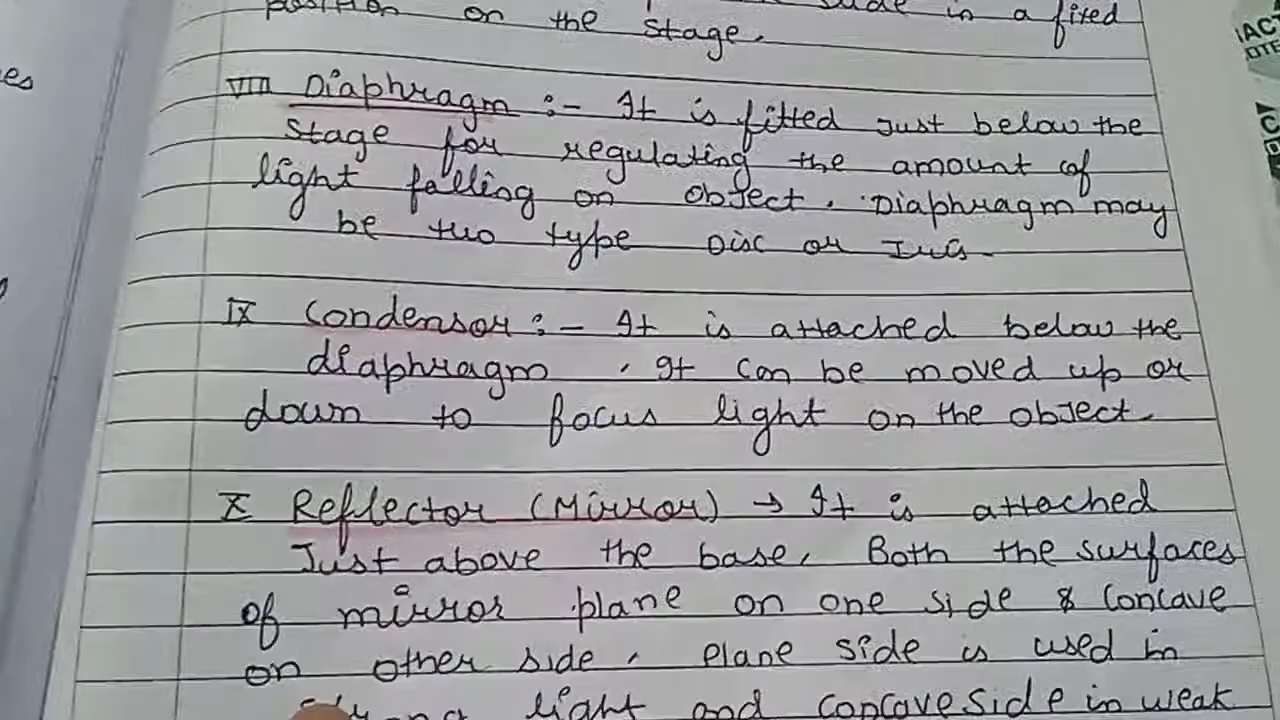 es
position on the stage.
side in a fixed
VIII Diaphragm :- It is fitted Just below the
stage for regulating the amount of
light falling on object. Diaphragm may
be two type Disc or Iris.
IX Condensor :- It is attached below the
diaphragm. It can be moved up or
down to focus light on the object.
X Reflector (Mirror) → It is attached
Just above the base. Both the surfaces
of mirror plane on one side & Concave
on other side. Plane side is used in
light and concave side in weak